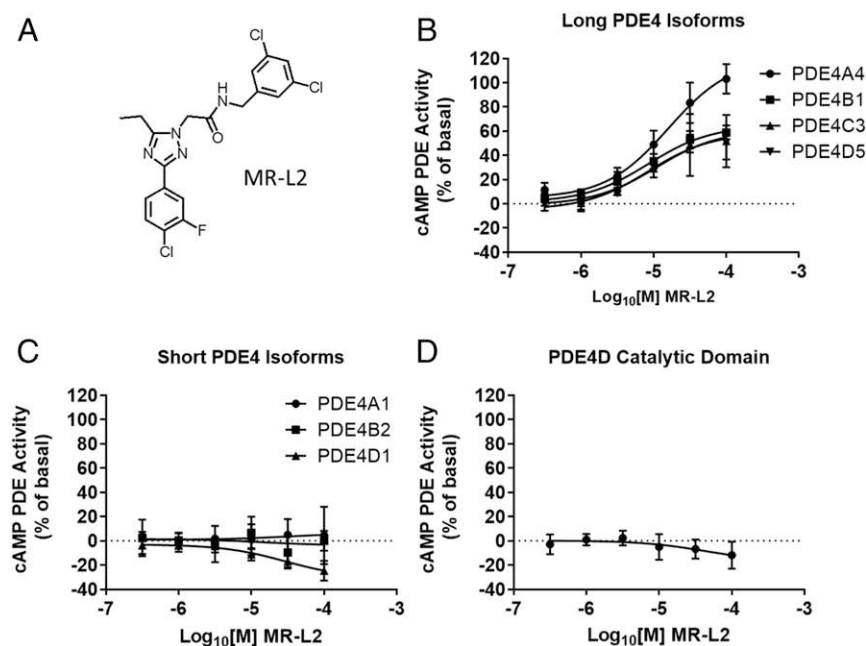 A
Cl
Cl
H
N
O
N
N
N
F
Cl
MR-L2
B
Long PDE4 Isoforms
cAMP PDE Activity
(% of basal)
120
100
80
60
40
20
0
-20
-40
-7
-6
-5
-4
-3
Log10[M] MR-L2
PDE4A4
PDE4B1
PDE4C3
PDE4D5
C
Short PDE4 Isoforms
cAMP PDE Activity
(% of basal)
120
100
80
60
40
20
0
-20
-40
-7
-6
-5
-4
-3
Log10[M] MR-L2
PDE4A1
PDE4B2
PDE4D1
D
PDE4D Catalytic Domain
cAMP PDE Activity
(% of basal)
120
100
80
60
40
20
0
-20
-40
-7
-6
-5
-4
-3
Log10[M] MR-L2